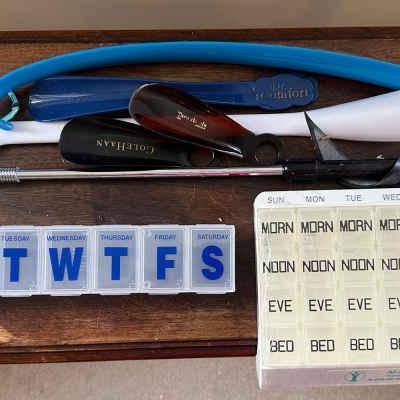 COLE HAAN
TUESDAY WEDNESDAY THURSDAY FRIDAY SATURDAY
T W T F S
SUN MON TUE WED
MORN MORN MORN MORN
NOON NOON NOON NOON
EVE EVE EVE EVE
BED BED BED BED